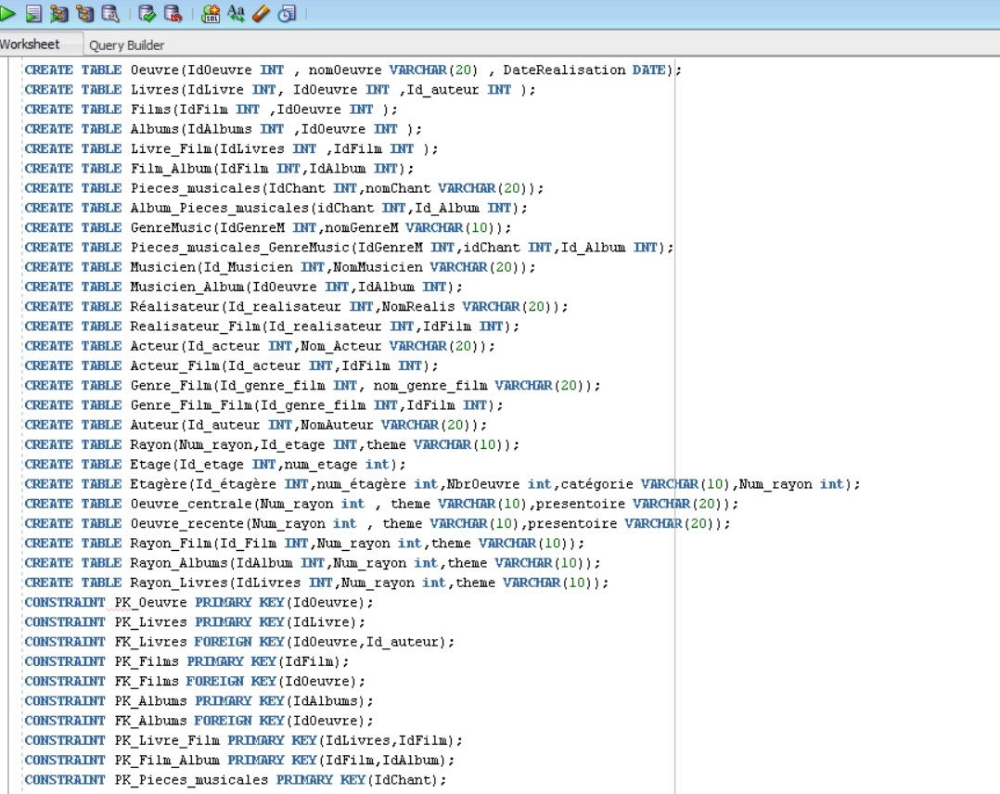 SQL
Aa
Worksheet Query Builder
CREATE TABLE Oeuvre(IdOeuvre INT , nomOeuvre VARCHAR(20) , DateRealisation DATE);
CREATE TABLE Livres(IdLivre INT, IdOeuvre INT ,Id_auteur INT );
CREATE TABLE Films(IdFilm INT ,IdOeuvre INT );
CREATE TABLE Albums(IdAlbums INT ,IdOeuvre INT );
CREATE TABLE Livre_Film(IdLivres INT ,IdFilm INT );
CREATE TABLE Film_Album(IdFilm INT,IdAlbum INT);
CREATE TABLE Pieces_musicales(IdChant INT,nomChant VARCHAR(20));
CREATE TABLE Album_Pieces_musicales(idChant INT,Id_Album INT);
CREATE TABLE GenreMusic(IdGenreM INT,nomGenreM VARCHAR(10));
CREATE TABLE Pieces_musicales_GenreMusic(IdGenreM INT,idChant INT,Id_Album INT);
CREATE TABLE Musicien(Id_Musicien INT,NomMusicien VARCHAR(20));
CREATE TABLE Musicien_Album(IdOeuvre INT,IdAlbum INT);
CREATE TABLE Réalisateur(Id_realisateur INT,NomRealis VARCHAR(20));
CREATE TABLE Realisateur_Film(Id_realisateur INT,IdFilm INT);
CREATE TABLE Acteur(Id_acteur INT,Nom_Acteur VARCHAR(20));
CREATE TABLE Acteur_Film(Id_acteur INT,IdFilm INT);
CREATE TABLE Genre_Film(Id_genre_film INT, nom_genre_film VARCHAR(20));
CREATE TABLE Genre_Film_Film(Id_genre_film INT,IdFilm INT);
CREATE TABLE Auteur(Id_auteur INT,NomAuteur VARCHAR(20));
CREATE TABLE Rayon(Num_rayon,Id_etage INT,theme VARCHAR(10));
CREATE TABLE Etage(Id_etage INT,num_etage int);
CREATE TABLE Etagère(Id_étagère INT,num_étagère int,NbrOeuvre int,catégorie VARCHAR(10),Num_rayon int);
CREATE TABLE Oeuvre_centrale(Num_rayon int , theme VARCHAR(10),presentoire VARCHAR(20));
CREATE TABLE Oeuvre_recente(Num_rayon int , theme VARCHAR(10),presentoire VARCHAR(20));
CREATE TABLE Rayon_Film(Id_Film INT,Num_rayon int,theme VARCHAR(10));
CREATE TABLE Rayon_Albums(IdAlbum INT,Num_rayon int,theme VARCHAR(10));
CREATE TABLE Rayon_Livres(IdLivres INT,Num_rayon int,theme VARCHAR(10));
CONSTRAINT PK_Oeuvre PRIMARY KEY(IdOeuvre);
CONSTRAINT PK_Livres PRIMARY KEY(IdLivre);
CONSTRAINT FK_Livres FOREIGN KEY(IdOeuvre,Id_auteur);
CONSTRAINT PK_Films PRIMARY KEY(IdFilm);
CONSTRAINT FK_Films FOREIGN KEY(IdOeuvre);
CONSTRAINT PK_Albums PRIMARY KEY(IdAlbums);
CONSTRAINT FK_Albums FOREIGN KEY(IdOeuvre);
CONSTRAINT PK_Livre_Film PRIMARY KEY(IdLivres,IdFilm);
CONSTRAINT PK_Film_Album PRIMARY KEY(IdFilm,IdAlbum);
CONSTRAINT PK_Pieces_musicales PRIMARY KEY(IdChant);